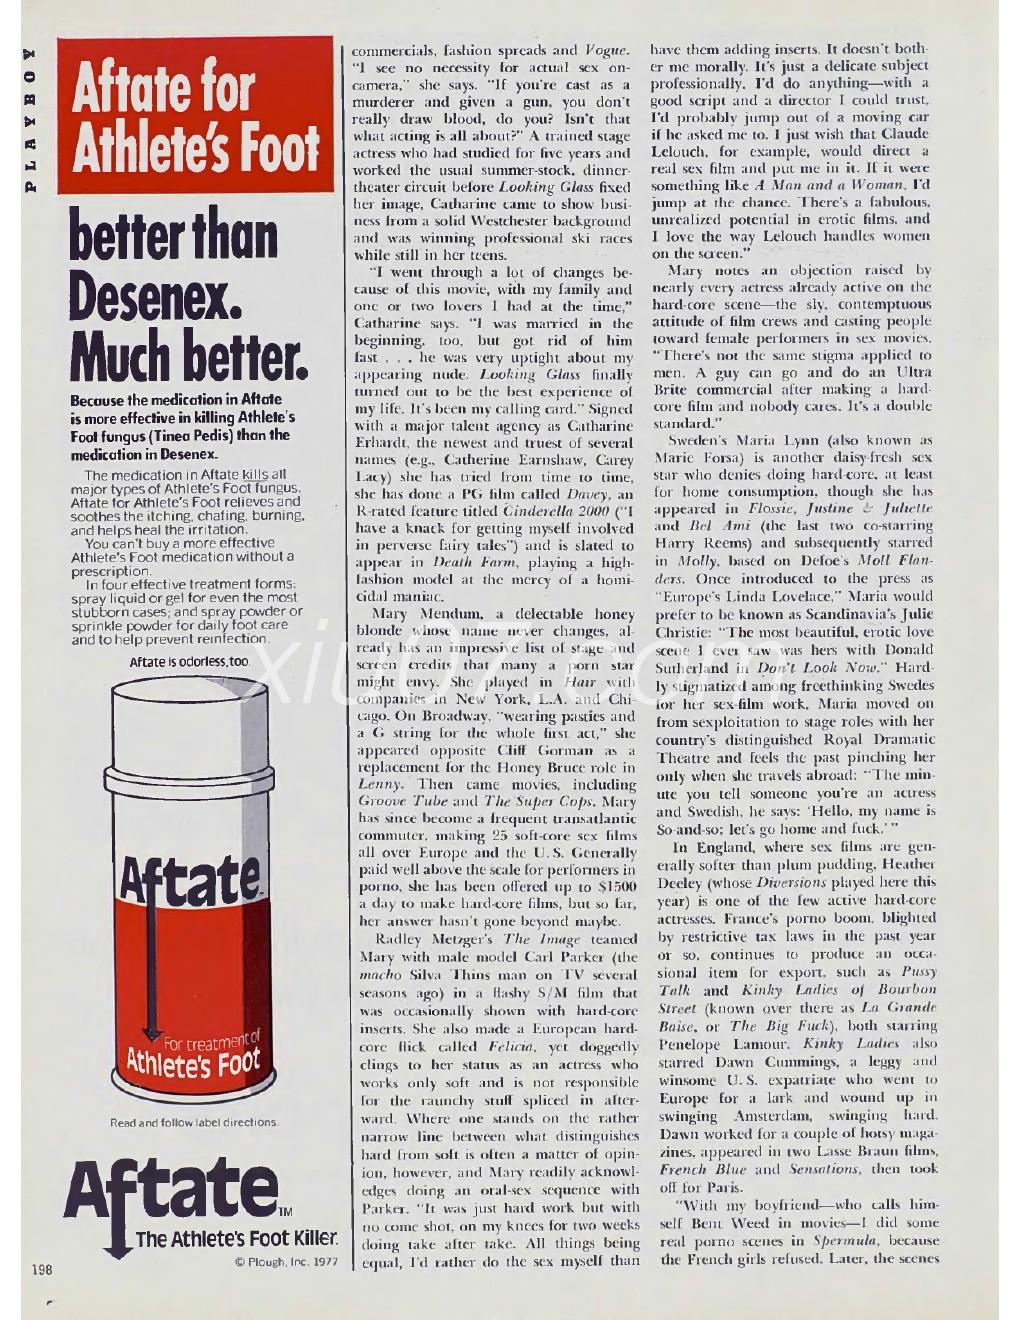 PLAYBOY
Aftate for
Athlete's Foot
better than
Desenex.
Much better.
Because the medication in Aftate
is more effective in killing Athlete's
Foot fungus (Tinea Pedis) than the
medication in Desenex.
The medication in Aftate kills all
major types of Athlete's Foot fungus.
Aftate for Athlete's Foot relieves and
soothes the itching, chafing, burning,
and helps heal the irritation.
You can't buy a more effective
Athlete's Foot medication without a
prescription.
In four effective treatment forms:
spray liquid or gel for even the most
stubborn cases; and spray powder or
sprinkle powder for daily foot care
and to help prevent reinfection.
Aftate is odorless, too.
Aftate
For treatment of
Athlete's Foot
Read and follow label directions.
Aftate TM
The Athlete's Foot Killer.
© Plough, Inc. 1977
198
commercials, fashion spreads and Vogue.
"I see no necessity for actual sex on-
camera," she says. "If you're cast as a
murderer and given a gun, you don't
really draw blood, do you? Isn't that
what acting is all about?" A trained stage
actress who had studied for five years and
worked the usual summer-stock, dinner-
theater circuit before Looking Glass fixed
her image, Catharine came to show busi-
ness from a solid Westchester background
and was winning professional ski races
while still in her teens.
"I went through a lot of changes be-
cause of this movie, with my family and
one or two lovers I had at the time,"
Catharine says. "I was married in the
beginning, too, but got rid of him
fast . . . he was very uptight about my
appearing nude. Looking Glass finally
turned out to be the best experience of
my life. It's been my calling card." Signed
with a major talent agency as Catharine
Erhardt, the newest and truest of several
names (e.g., Catherine Earnshaw, Carey
Lacy) she has tried from time to time,
she has done a PG film called Davey, an
R-rated feature titled Cinderella 2000 ("I
have a knack for getting myself involved
in perverse fairy tales") and is slated to
appear in Death Farm, playing a high-
fashion model at the mercy of a homi-
cidal maniac.
Mary Mendum, a delectable honey
blonde whose name never changes, al-
ready has an impressive list of stage and
screen credits that many a porn star
might envy. She played in Hair with
companies in New York, L.A. and Chi-
cago. On Broadway, "wearing pasties and
a G string for the whole first act," she
appeared opposite Cliff Gorman as a
replacement for the Honey Bruce role in
Lenny. Then came movies, including
Groove Tube and The Super Cops. Mary
has since become a frequent transatlantic
commuter, making 25 soft-core sex films
all over Europe and the U.S. Generally
paid well above the scale for performers in
porno, she has been offered up to $1500
a day to make hard-core films, but so far,
her answer hasn't gone beyond maybe.
Radley Metzger's The Image teamed
Mary with male model Carl Parker (the
macho Silva Thins man on TV several
seasons ago) in a flashy S/M film that
was occasionally shown with hard-core
inserts. She also made a European hard-
core flick called Felicia, yet doggedly
clings to her status as an actress who
works only soft and is not responsible
for the raunchy stuff spliced in after-
ward. Where one stands on the rather
narrow line between what distinguishes
hard from soft is often a matter of opin-
ion, however, and Mary readily acknowl-
edges doing an oral-sex sequence with
Parker. "It was just hard work but with
no come shot, on my knees for two weeks
doing take after take. All things being
equal, I'd rather do the sex myself than
have them adding inserts. It doesn't both-
er me morally. It's just a delicate subject
professionally. I'd do anything—with a
good script and a director I could trust,
I'd probably jump out of a moving car
if he asked me to. I just wish that Claude
Lelouch, for example, would direct a
real sex film and put me in it. If it were
something like A Man and a Woman, I'd
jump at the chance. There's a fabulous,
unrealized potential in erotic films, and
I love the way Lelouch handles women
on the screen."
Mary notes an objection raised by
nearly every actress already active on the
hard-core scene—the sly, contemptuous
attitude of film crews and casting people
toward female performers in sex movies.
"There's not the same stigma applied to
men. A guy can go and do an Ultra
Brite commercial after making a hard-
core film and nobody cares. It's a double
standard."
Sweden's Maria Lynn (also known as
Marie Forsa) is another daisy-fresh sex
star who denies doing hard-core, at least
for home consumption, though she has
appeared in Flossie, Justine & Juliette
and Bel Ami (the last two co-starring
Harry Reems) and subsequently starred
in Molly, based on Defoe's Moll Flan-
ders. Once introduced to the press as
"Europe's Linda Lovelace," Maria would
prefer to be known as Scandinavia's Julie
Christie: "The most beautiful, erotic love
scene I ever saw was hers with Donald
Sutherland in Don't Look Now." Hard-
ly stigmatized among freethinking Swedes
for her sex-film work, Maria moved on
from sexploitation to stage roles with her
country's distinguished Royal Dramatic
Theatre and feels the past pinching her
only when she travels abroad: "The min-
ute you tell someone you're an actress
and Swedish, he says: 'Hello, my name is
So-and-so; let's go home and fuck.' "
In England, where sex films are gen-
erally softer than plum pudding, Heather
Deeley (whose Diversions played here this
year) is one of the few active hard-core
actresses. France's porno boom, blighted
by restrictive tax laws in the past year
or so, continues to produce an occa-
sional item for export, such as Pussy
Talk and Kinky Ladies of Bourbon
Street (known over there as La Grande
Baise, or The Big Fuck), both starring
Penelope Lamour. Kinky Ladies also
starred Dawn Cummings, a leggy and
winsome U.S. expatriate who went to
Europe for a lark and wound up in
swinging Amsterdam, swinging hard.
Dawn worked for a couple of hotsy maga-
zines, appeared in two Lasse Braun films,
French Blue and Sensations, then took
off for Paris.
"With my boyfriend—who calls him-
self Bent Weed in movies—I did some
real porno scenes in Spermula, because
the French girls refused. Later, the scenes
xiu07.com